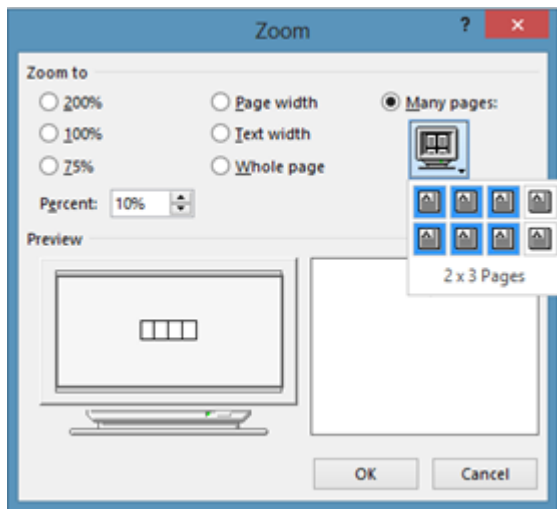 Zoom
?
Zoom to
200%
Page width
Many pages:
100%
Text width
75%
Whole page
Percent: 10%
2 x 3 Pages
Preview
OK
Cancel